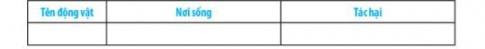 Tên động vật
Nơi sống
Tác hại